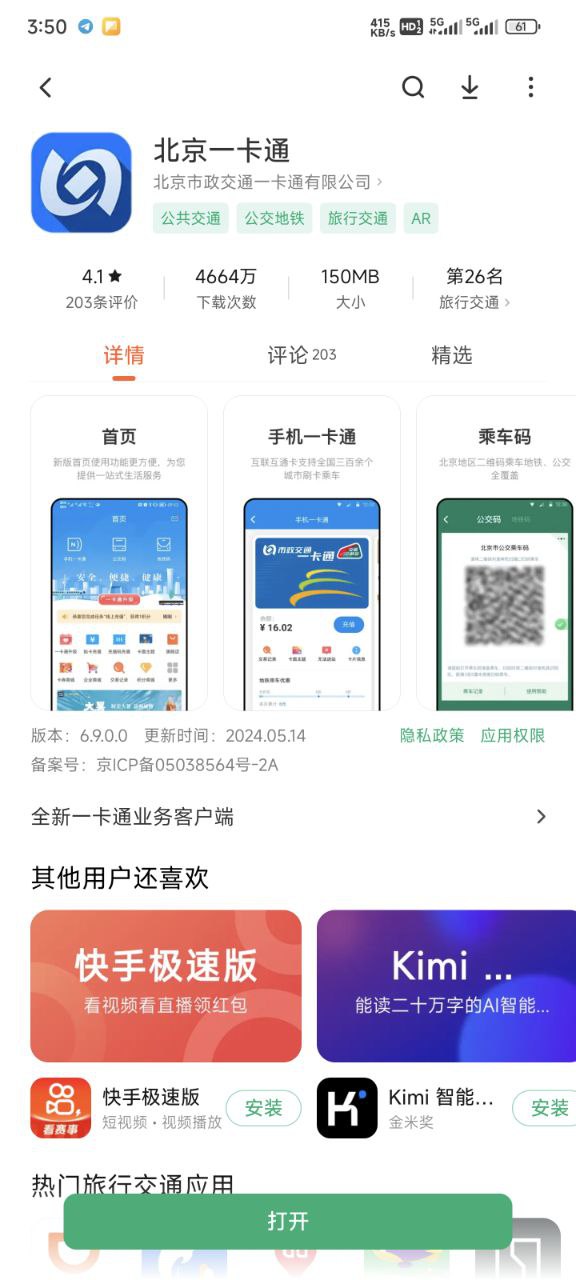 3:50
415 KB/s HD 5G 5G 61
北京一卡通
北京市政交通一卡通有限公司
公共交通 公交地铁 旅行交通 AR
4.1★ 4664万 150MB 第26名
203条评价 下载次数 大小 旅行交通
详情 评论 203 精选
首页 手机一卡通 乘车码
新版首页使用功能更方便，为您 互联互通卡支持全国三百余个 北京地区二维码乘车地铁、公交
提供一站式生活服务 城市刷卡乘车 全覆盖
首页 手机一卡通 公交码 地铁码
北京市公交乘车码
市政交通
一卡通
安全、便捷、健康
¥ 16.02 充值
乘车记录 使用帮助
版本：6.9.0.0 更新时间：2024.05.14 隐私政策 应用权限
备案号：京ICP备05038564号-2A
全新一卡通业务客户端
其他用户还喜欢
快手极速版 Kimi ...
看视频看直播领红包 能读二十万字的AI智能...
看赛事
快手极速版 安装 Kimi 智能... 安装
短视频·视频播放 金米奖
热门旅行交通应用
打开